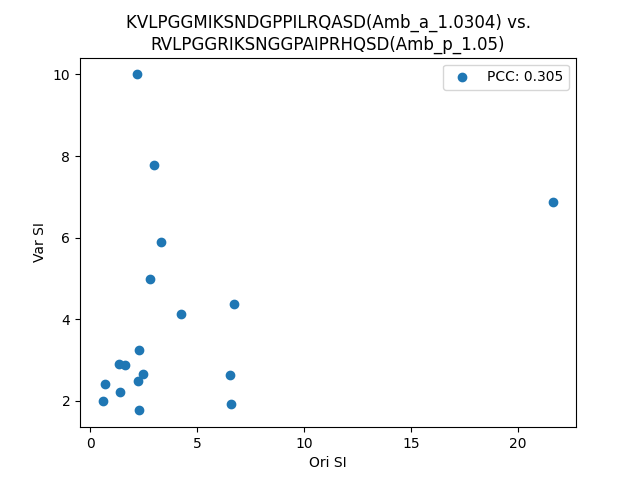 KVLPGGMIKSNDGPPILRQASD(Amb_a_1.0304) vs.
RVLPGGRIKSNGGPAIPRHQSD(Amb_p_1.05)
PCC: 0.305
10
8
6
4
2
Var SI
0 5 10 15 20
Ori SI